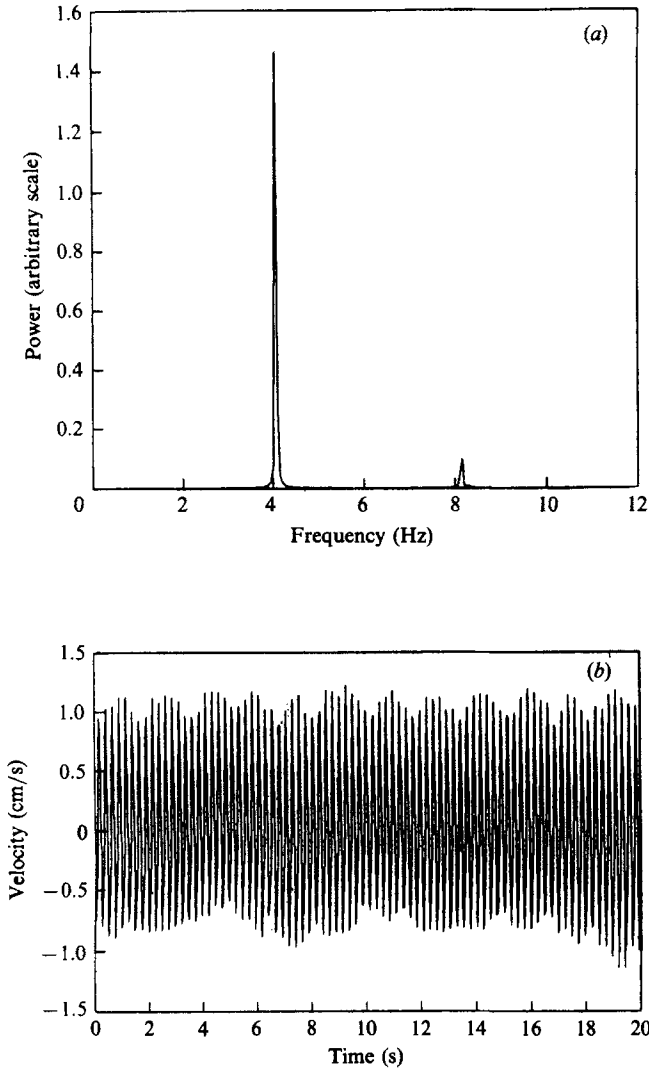 1.6
(a)
1.4
1.2
1.0
0.8
0.6
0.4
0.2
Power (arbitrary scale)
0 2 4 6 8 10 12
Frequency (Hz)
1.5
(b)
1.0
0.5
0
−0.5
−1.0
−1.5
Velocity (cm/s)
0 2 4 6 8 10 12 14 16 18 20
Time (s)